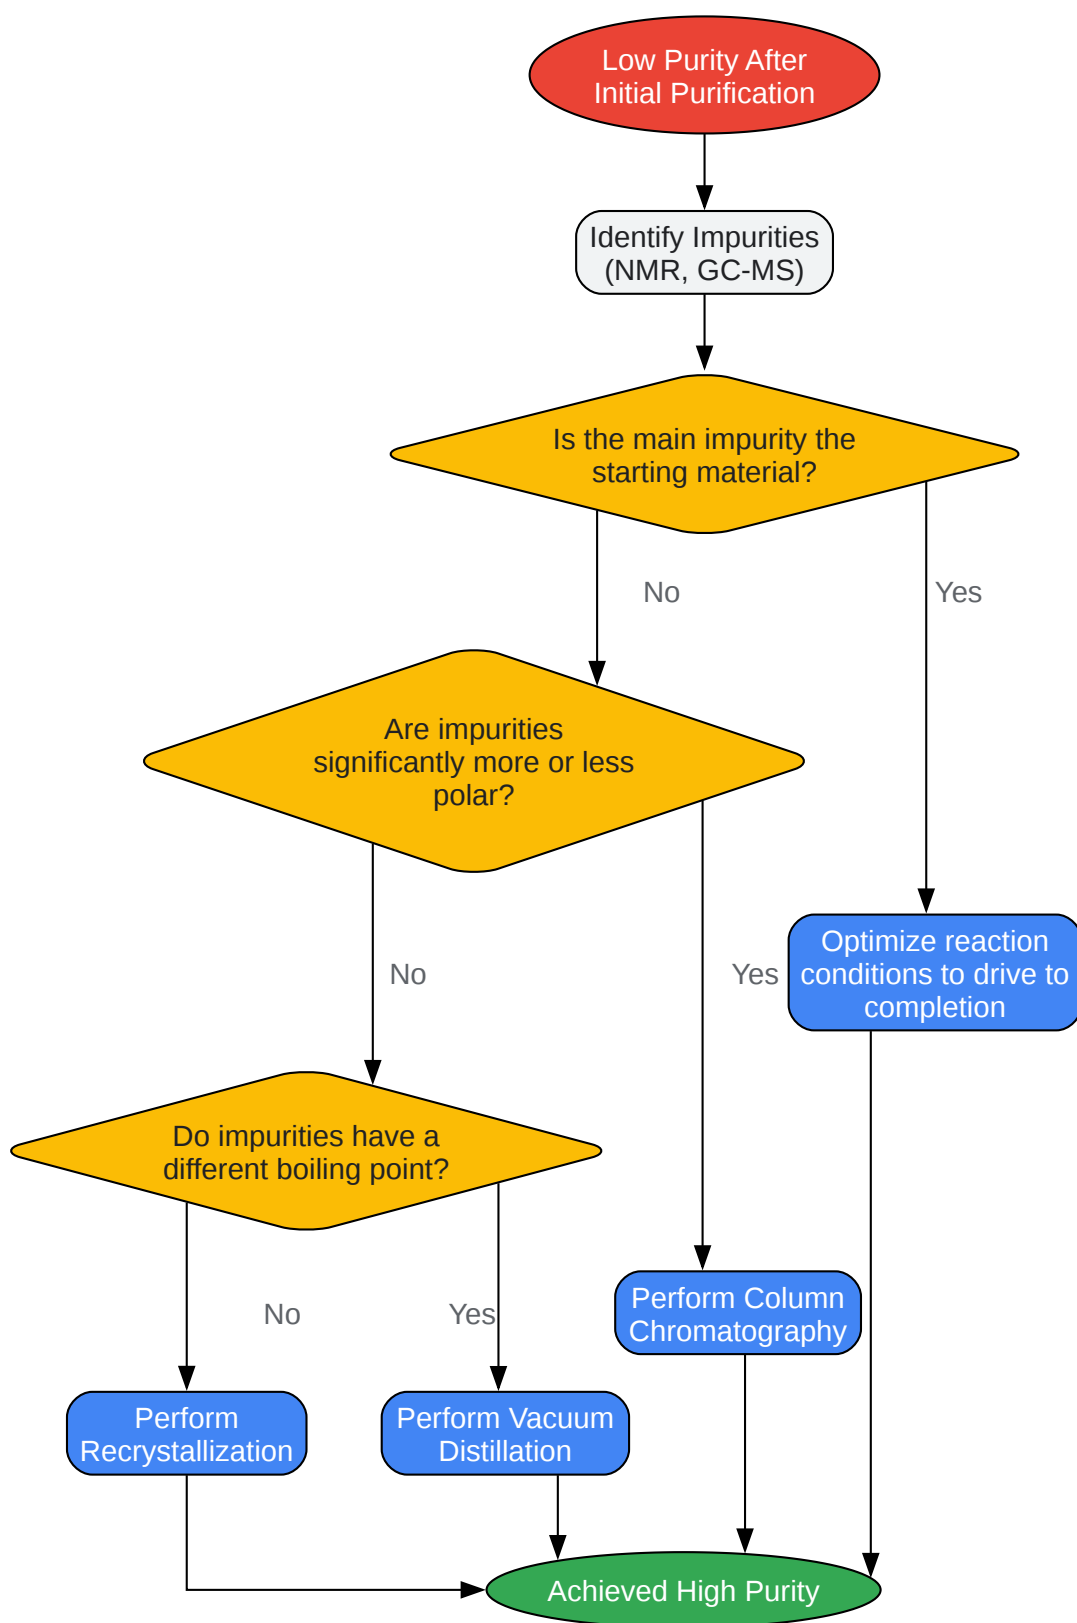 Low Purity After
Initial Purification
Identify Impurities
(NMR, GC-MS)
Is the main impurity the
starting material?
No
Yes
Are impurities
significantly more or less
polar?
Optimize reaction
conditions to drive to
completion
No
Yes
Do impurities have a
different boiling point?
Perform Column
Chromatography
No
Yes
Perform
Recrystallization
Perform Vacuum
Distillation
Achieved High Purity